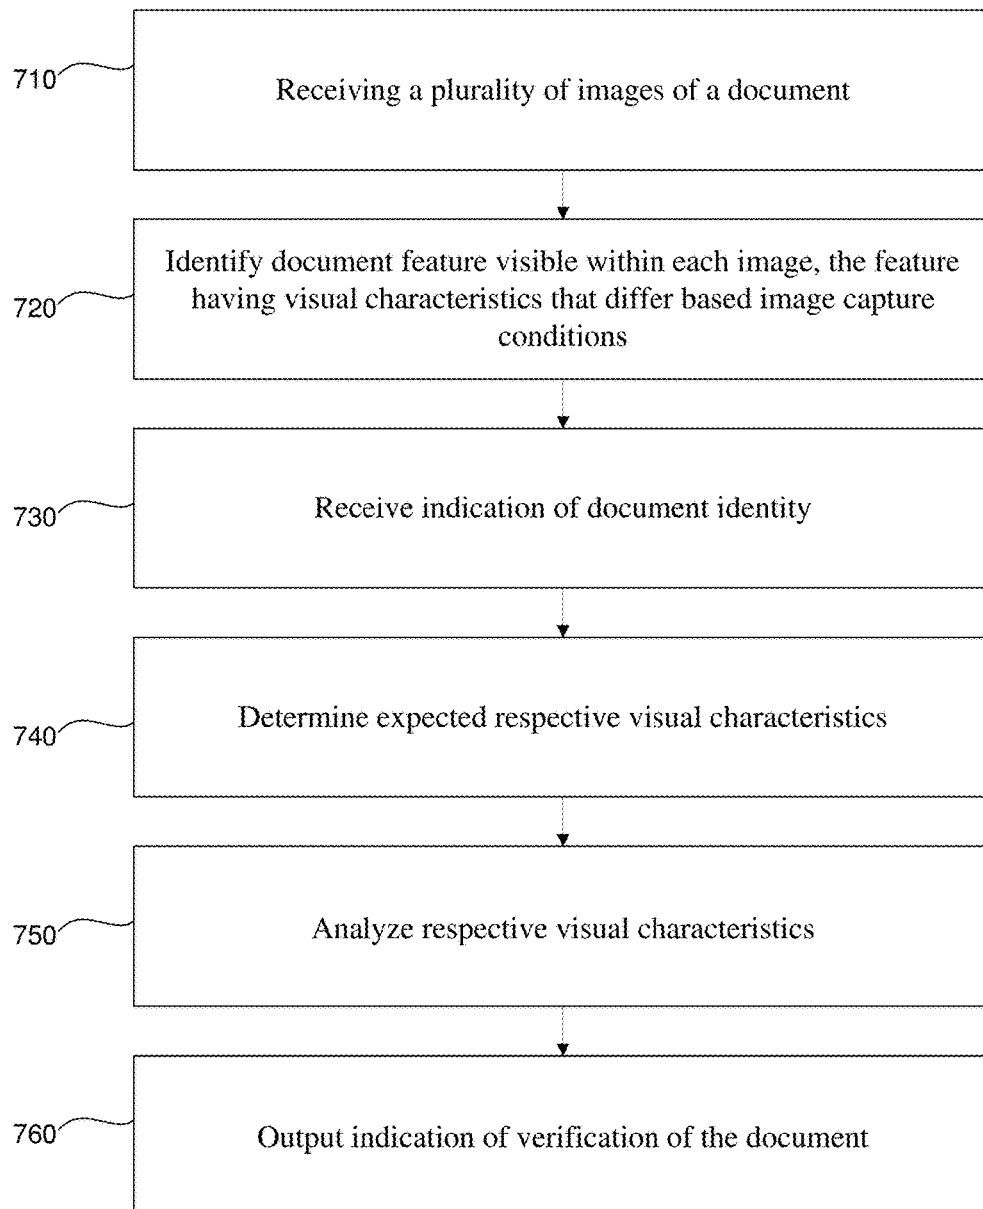 710
Receiving a plurality of images of a document
720
Identify document feature visible within each image, the feature
having visual characteristics that differ based image capture
conditions
730
Receive indication of document identity
740
Determine expected respective visual characteristics
750
Analyze respective visual characteristics
760
Output indication of verification of the document